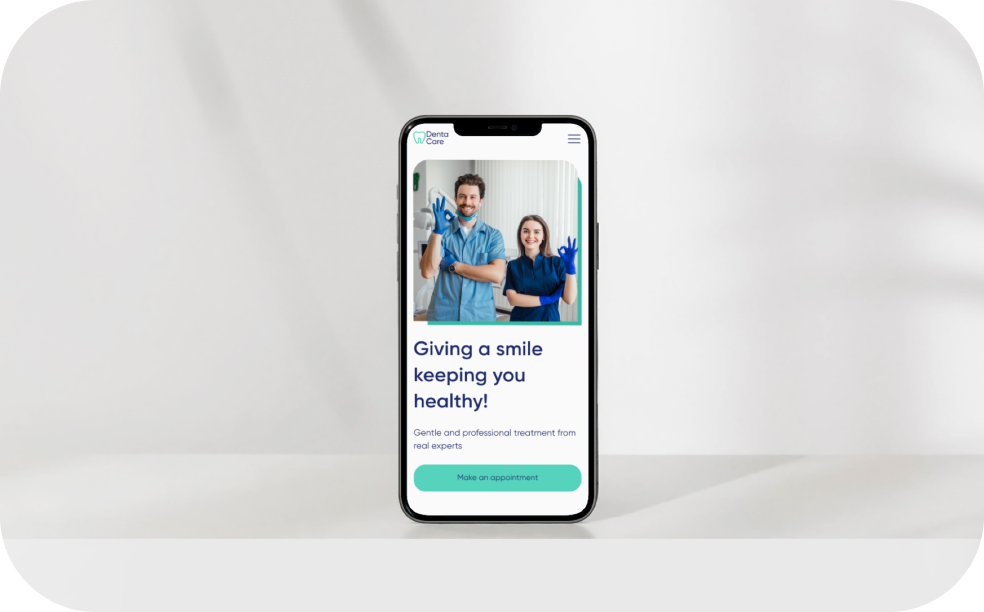 Denta
Care
Giving a smile
keeping you
healthy!
Gentle and professional treatment from
real experts
Make an appointment